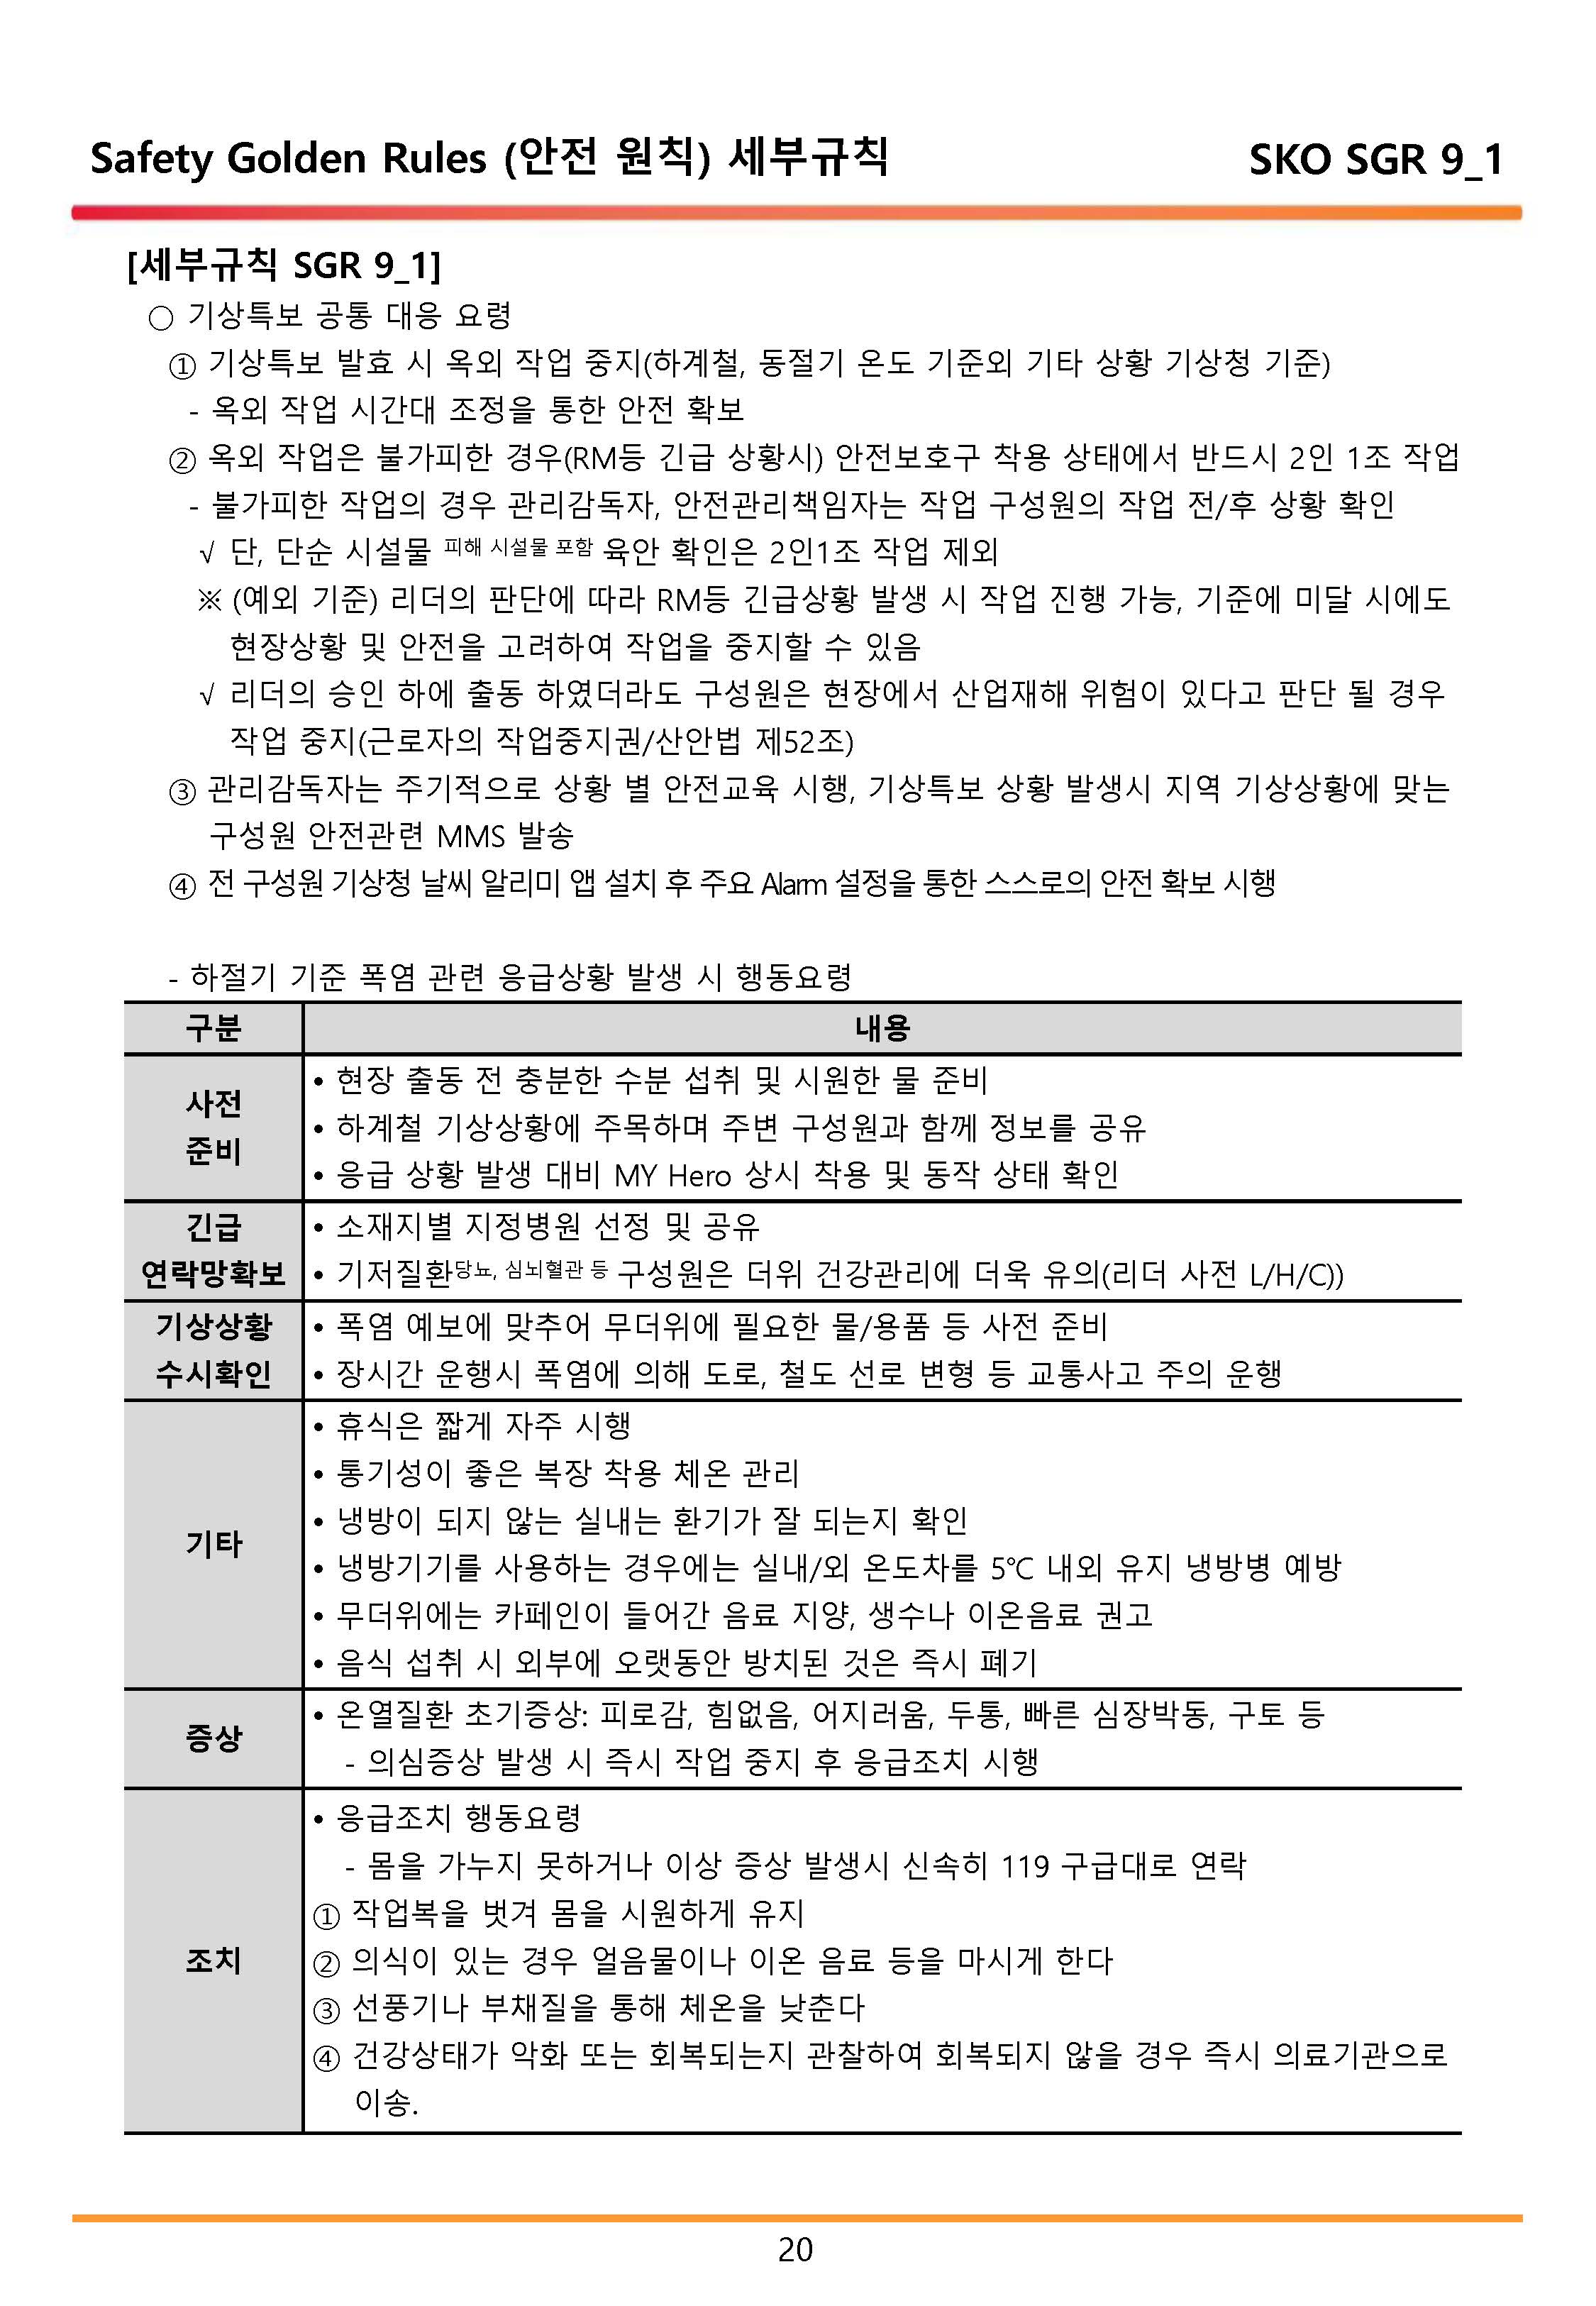 Safety Golden Rules (안전 원칙) 세부규칙
SKO SGR 9_1
[세부규칙 SGR 9_1]
○ 기상특보 공통 대응 요령
① 기상특보 발효 시 옥외 작업 중지(하계철, 동절기 온도 기준외 기타 상황 기상청 기준)
- 옥외 작업 시간대 조정을 통한 안전 확보
② 옥외 작업은 불가피한 경우(RM등 긴급 상황시) 안전보호구 착용 상태에서 반드시 2인 1조 작업
- 불가피한 작업의 경우 관리감독자, 안전관리책임자는 작업 구성원의 작업 전/후 상황 확인
√ 단, 단순 시설물 피해 시설물 포함 육안 확인은 2인1조 작업 제외
※ (예외 기준) 리더의 판단에 따라 RM등 긴급상황 발생 시 작업 진행 가능, 기준에 미달 시에도
현장상황 및 안전을 고려하여 작업을 중지할 수 있음
√ 리더의 승인 하에 출동 하였더라도 구성원은 현장에서 산업재해 위험이 있다고 판단 될 경우
작업 중지(근로자의 작업중지권/산안법 제52조)
③ 관리감독자는 주기적으로 상황 별 안전교육 시행, 기상특보 상황 발생시 지역 기상상황에 맞는
구성원 안전관련 MMS 발송
④ 전 구성원 기상청 날씨 알리미 앱 설치 후 주요 Alarm 설정을 통한 스스로의 안전 확보 시행
- 하절기 기준 폭염 관련 응급상황 발생 시 행동요령
구분
내용
사전
준비
• 현장 출동 전 충분한 수분 섭취 및 시원한 물 준비
• 하계철 기상상황에 주목하며 주변 구성원과 함께 정보를 공유
• 응급 상황 발생 대비 MY Hero 상시 착용 및 동작 상태 확인
긴급
연락망확보
• 소재지별 지정병원 선정 및 공유
• 기저질환당뇨, 심뇌혈관 등 구성원은 더위 건강관리에 더욱 유의(리더 사전 L/H/C))
기상상황
수시확인
• 폭염 예보에 맞추어 무더위에 필요한 물/용품 등 사전 준비
• 장시간 운행시 폭염에 의해 도로, 철도 선로 변형 등 교통사고 주의 운행
기타
• 휴식은 짧게 자주 시행
• 통기성이 좋은 복장 착용 체온 관리
• 냉방이 되지 않는 실내는 환기가 잘 되는지 확인
• 냉방기기를 사용하는 경우에는 실내/외 온도차를 5℃ 내외 유지 냉방병 예방
• 무더위에는 카페인이 들어간 음료 지양, 생수나 이온음료 권고
• 음식 섭취 시 외부에 오랫동안 방치된 것은 즉시 폐기
증상
• 온열질환 초기증상: 피로감, 힘없음, 어지러움, 두통, 빠른 심장박동, 구토 등
- 의심증상 발생 시 즉시 작업 중지 후 응급조치 시행
조치
• 응급조치 행동요령
- 몸을 가누지 못하거나 이상 증상 발생시 신속히 119 구급대로 연락
① 작업복을 벗겨 몸을 시원하게 유지
② 의식이 있는 경우 얼음물이나 이온 음료 등을 마시게 한다
③ 선풍기나 부채질을 통해 체온을 낮춘다
④ 건강상태가 악화 또는 회복되는지 관찰하여 회복되지 않을 경우 즉시 의료기관으로
이송.
20